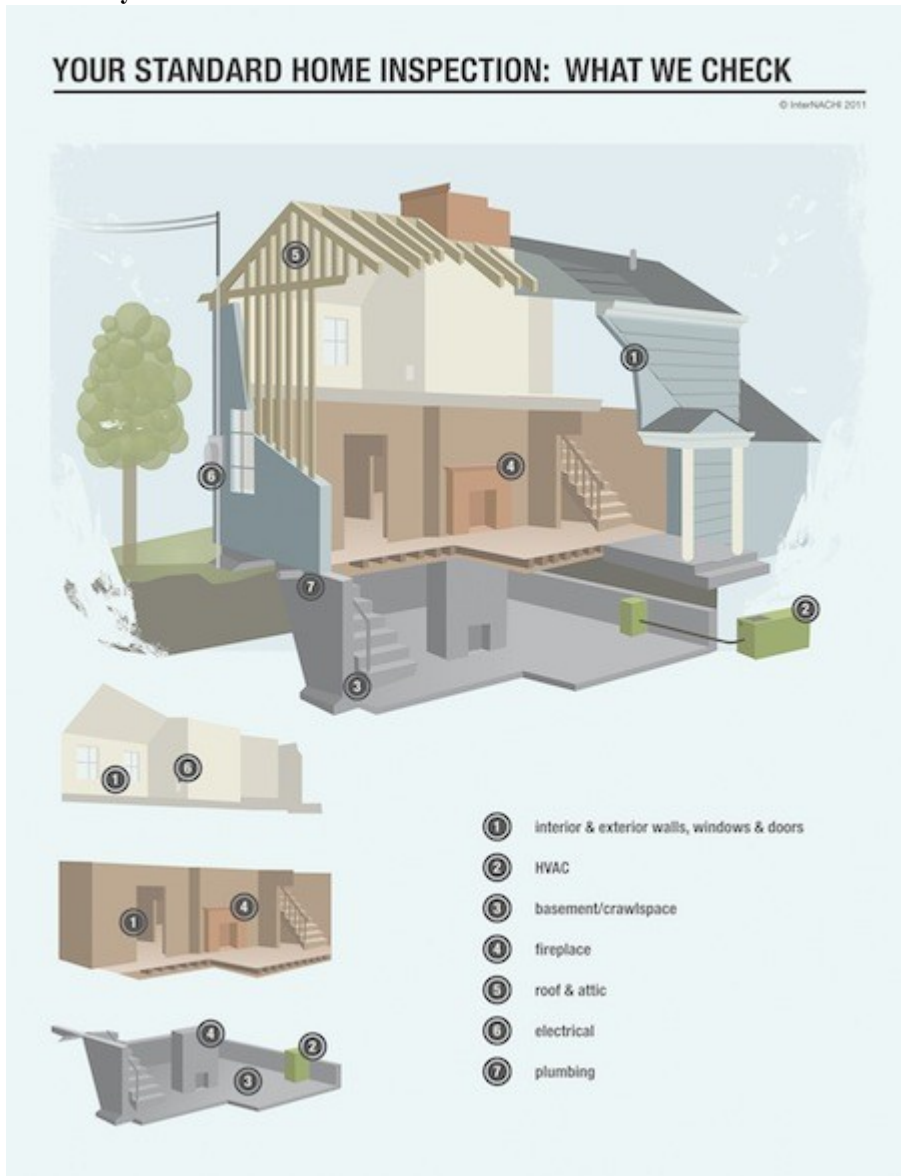 YOUR STANDARD HOME INSPECTION: WHAT WE CHECK
© InterNACHI 2011
5
1
6
4
7
2
3
1
6
1
4
4
2
3
1 interior & exterior walls, windows & doors
2 HVAC
3 basement/crawlspace
4 fireplace
5 roof & attic
6 electrical
7 plumbing